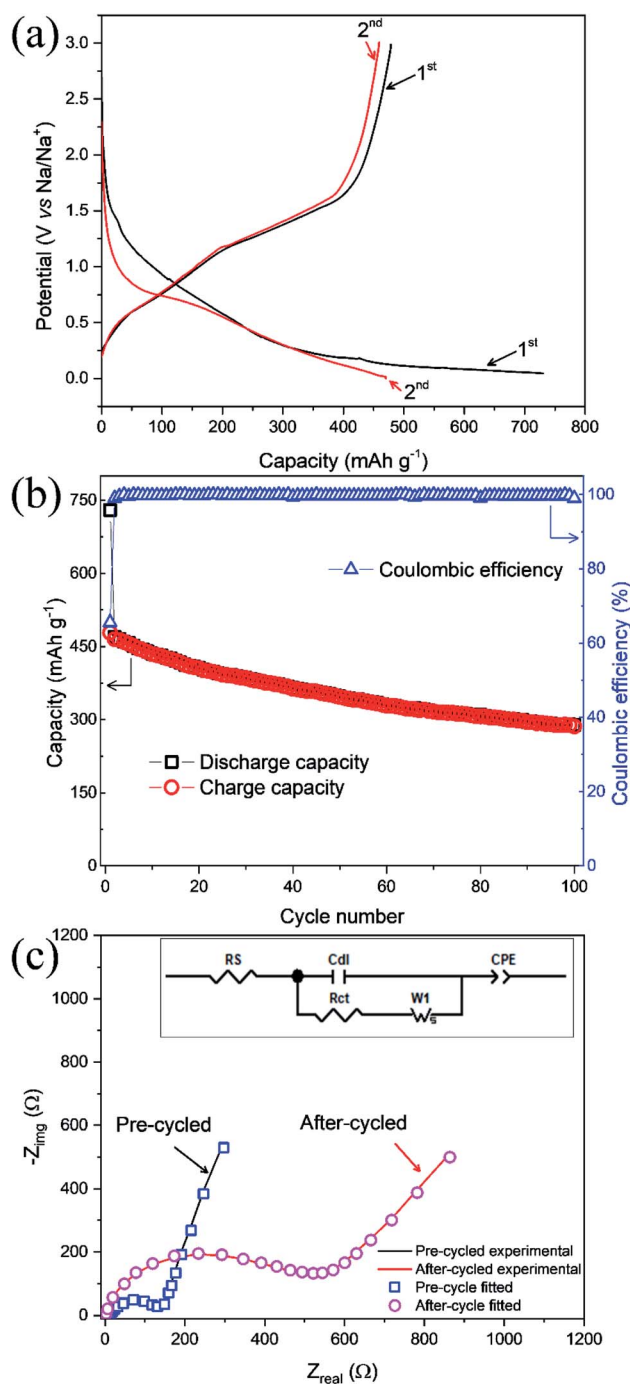 (a)
2nd
1st
3.0
2.5
2.0
1.5
1.0
0.5
0.0
Potential (V vs Na/Na+)
1st
2nd
0 100 200 300 400 500 600 700 800
Capacity (mAh g-1)
(b)
750
600
450
300
150
0
Capacity (mAh g-1)
Coulombic efficiency
Discharge capacity
Charge capacity
100
80
60
40
20
0
Coulombic efficiency (%)
0 20 40 60 80 100
Cycle number
(c)
1200
1000
800
600
400
200
0
-Zimg (Ω)
RS Cdl CPE
Rct W1
s
Pre-cycled
After-cycled
Pre-cycled experimental
After-cycled experimental
Pre-cycle fitted
After-cycle fitted
0 200 400 600 800 1000 1200
Zreal (Ω)